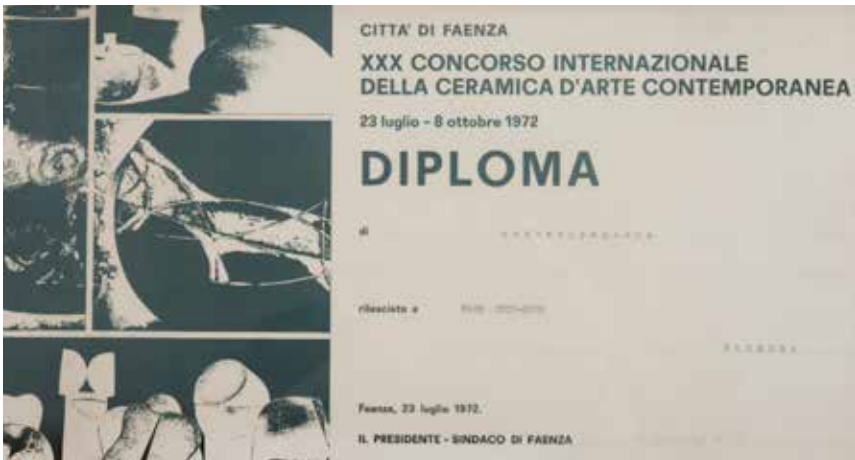 CITTA' DI FAENZA
XXX CONCORSO INTERNAZIONALE
DELLA CERAMICA D'ARTE CONTEMPORANEA
23 luglio - 8 ottobre 1972
DIPLOMA
di
rilasciato a
Faenza, 23 luglio 1972.
IL PRESIDENTE - SINDACO DI FAENZA